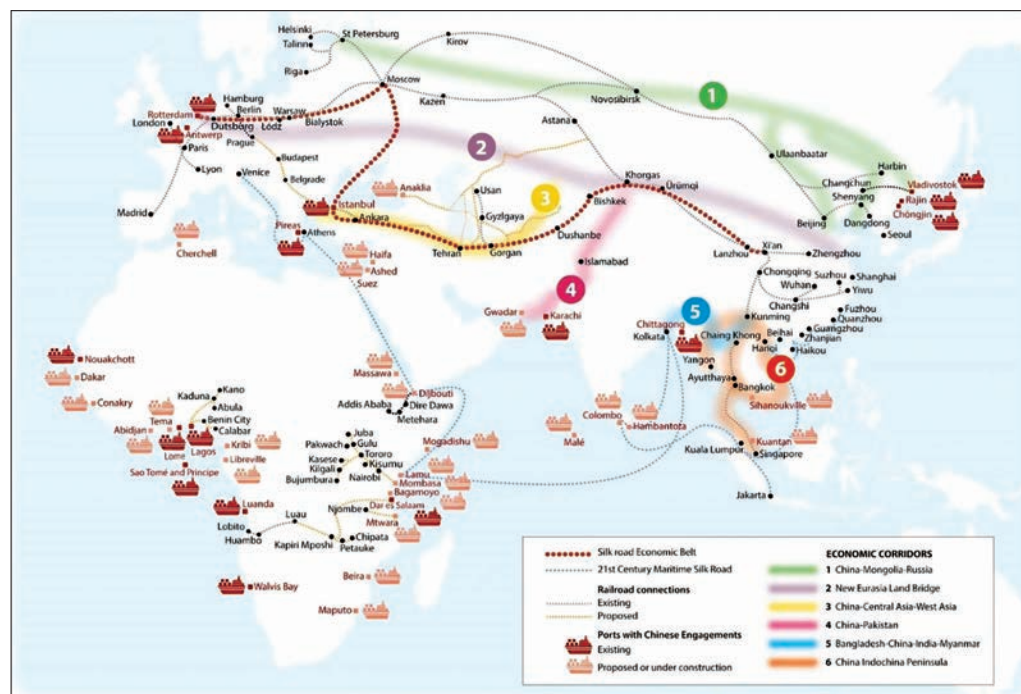 Helsinki
St Petersburg
Talinn
Kirov
Riga
Moscow
Kazen
Novosibirsk
1
Hamburg
Berlin
Rotterdam
Warsaw
London
Dutsburg
Łódz
Bialystok
Antwerp
Prague
Paris
Astana
2
Ulaanbaatar
Harbin
Lyon
Venice
Budapest
Belgrade
Anaklia
Usan
Khorgas
Ürümqi
Changchun
Vladivostok
Shenyang
Rajin
Chongjin
Madrid
Istanbul
Ankara
3
Gyzlgaya
Bishkek
Beijing
Dangdong
Seoul
Pireas
Athens
Dushanbe
Cherchell
Haifa
Ashed
Suez
Tehran
Gorgan
Lanzhou
Xi'an
Zhengzhou
Islamabad
Chongqing
Suzhou
Shanghai
Wuhan
Yiwu
4
Changshi
Gwadar
Karachi
5
Kunming
Fuzhou
Quanzhou
Chittagong
Kolkata
Chaing Khong
Beihai
Guangzhou
Zhanjian
Hanoi
Haikou
Nouakchott
Yangon
6
Dakar
Massawa
Ayutthaya
Bangkok
Conakry
Kano
Kaduna
Abula
Djibouti
Addis Ababa
Dire Dawa
Metehara
Colombo
Hambantota
Sihanoukville
Tema
Benin City
Abidjan
Calabar
Lome
Lagos
Kribi
Libreville
Juba
Pakwach
Gulu
Mogadishu
Malé
Kuantan
Kuala Lumpur
Singapore
Kasese
Tororo
Kilgali
Kisumu
Sao Tomé and Principe
Bujumbura
Nairobi
Lamu
Mombasa
Bagamoyo
Jakarta
Luanda
Luau
Njombe
Dar es Salaam
Mtwara
Lobito
Huambo
Kapiri Mposhi
Chipata
Petauke
Walvis Bay
Beira
Maputo
Silk road Economic Belt
21st Century Maritime Silk Road
Railroad connections
Existing
Proposed
Ports with Chinese Engagements
Existing
Proposed or under construction
ECONOMIC CORRIDORS
1 China-Mongolia-Russia
2 New Eurasia Land Bridge
3 China-Central Asia-West Asia
4 China-Pakistan
5 Bangladesh-China-India-Myanmar
6 China Indochina Peninsula